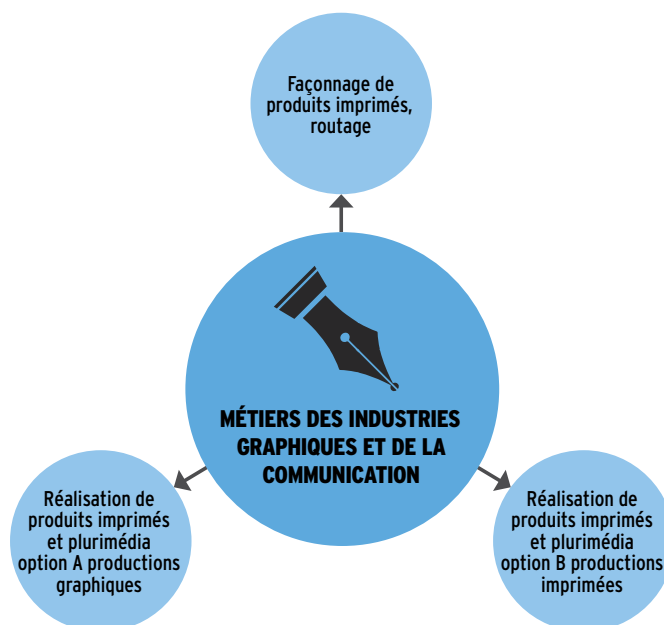 Façonnage de
produits imprimés,
routage
MÉTIERS DES INDUSTRIES
GRAPHIQUES ET DE LA
COMMUNICATION
Réalisation de
produits imprimés
et plurimédia
option A productions
graphiques
Réalisation de
produits imprimés
et plurimédia
option B productions
imprimées